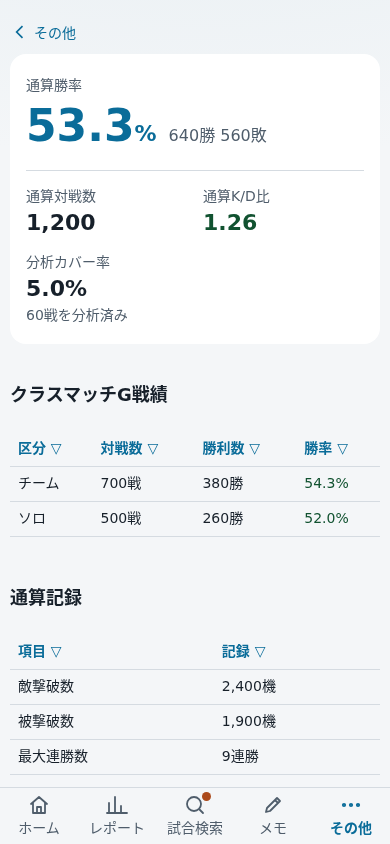 その他
通算勝率
53.3% 640勝 560敗
通算対戦数 通算K/D比
1,200 1.26
分析カバー率
5.0%
60戦を分析済み
クラスマッチG戦績
区分 ▽ 対戦数 ▽ 勝利数 ▽ 勝率 ▽
チーム 700戦 380勝 54.3%
ソロ 500戦 260勝 52.0%
通算記録
項目 ▽ 記録 ▽
敵撃破数 2,400機
被撃破数 1,900機
最大連勝数 9連勝
ホーム レポート 試合検索 メモ その他